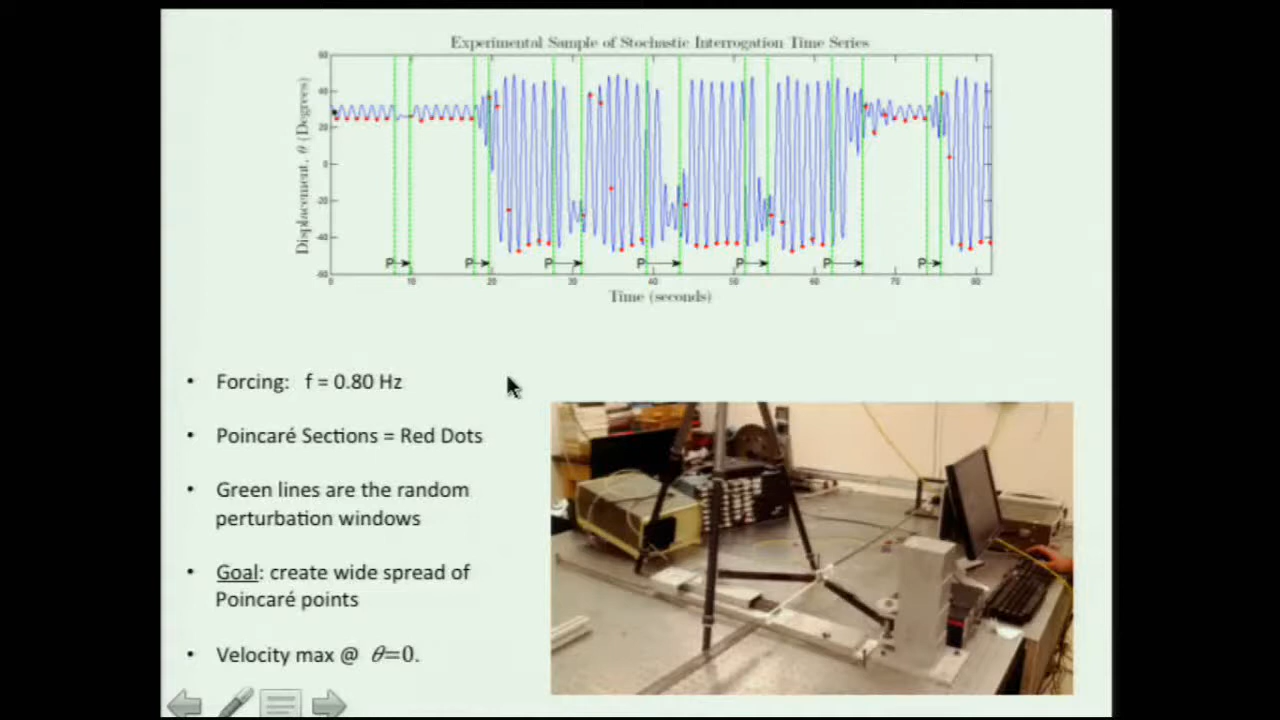 Experimental Sample of Stochastic Interrogation Time Series
Displacement, θ (Degrees)
60
40
20
0
-20
-40
-60
P P P P P P P
0 10 20 30 40 50 60 70 80
Time (seconds)
• Forcing: f = 0.80 Hz
• Poincaré Sections = Red Dots
• Green lines are the random
perturbation windows
• Goal: create wide spread of
Poincaré points
• Velocity max @ θ=0.